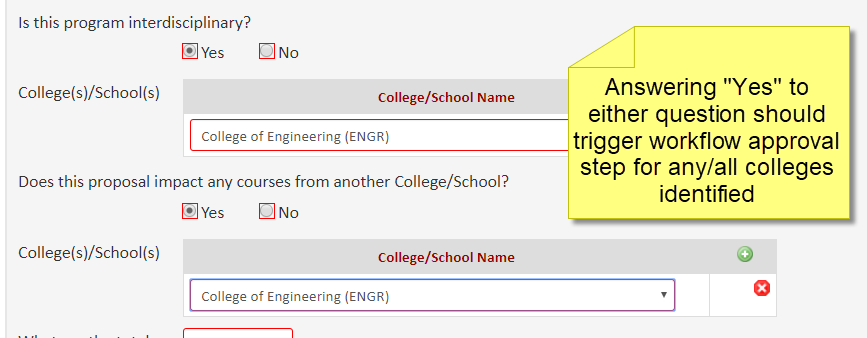 Is this program interdisciplinary?
Yes No
College(s)/School(s)
College/School Name
College of Engineering (ENGR)
Does this proposal impact any courses from another College/School?
Yes No
College(s)/School(s)
College/School Name
College of Engineering (ENGR)
Answering "Yes" to
either question should
trigger workflow approval
step for any/all colleges
identified